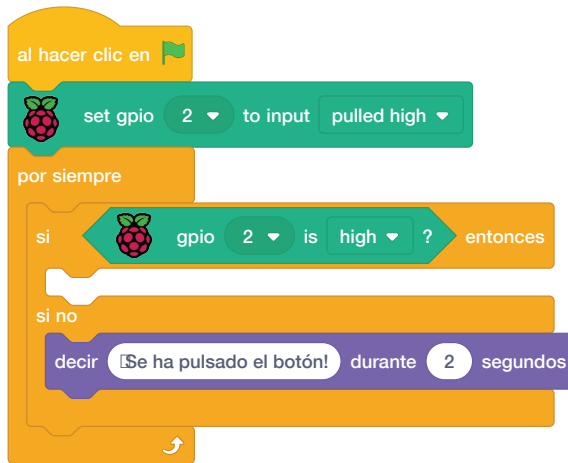 al hacer clic en
set gpio 2 to input pulled high
por siempre
si gpio 2 is high ? entonces
si no
decir Se ha pulsado el botón! durante 2 segundos